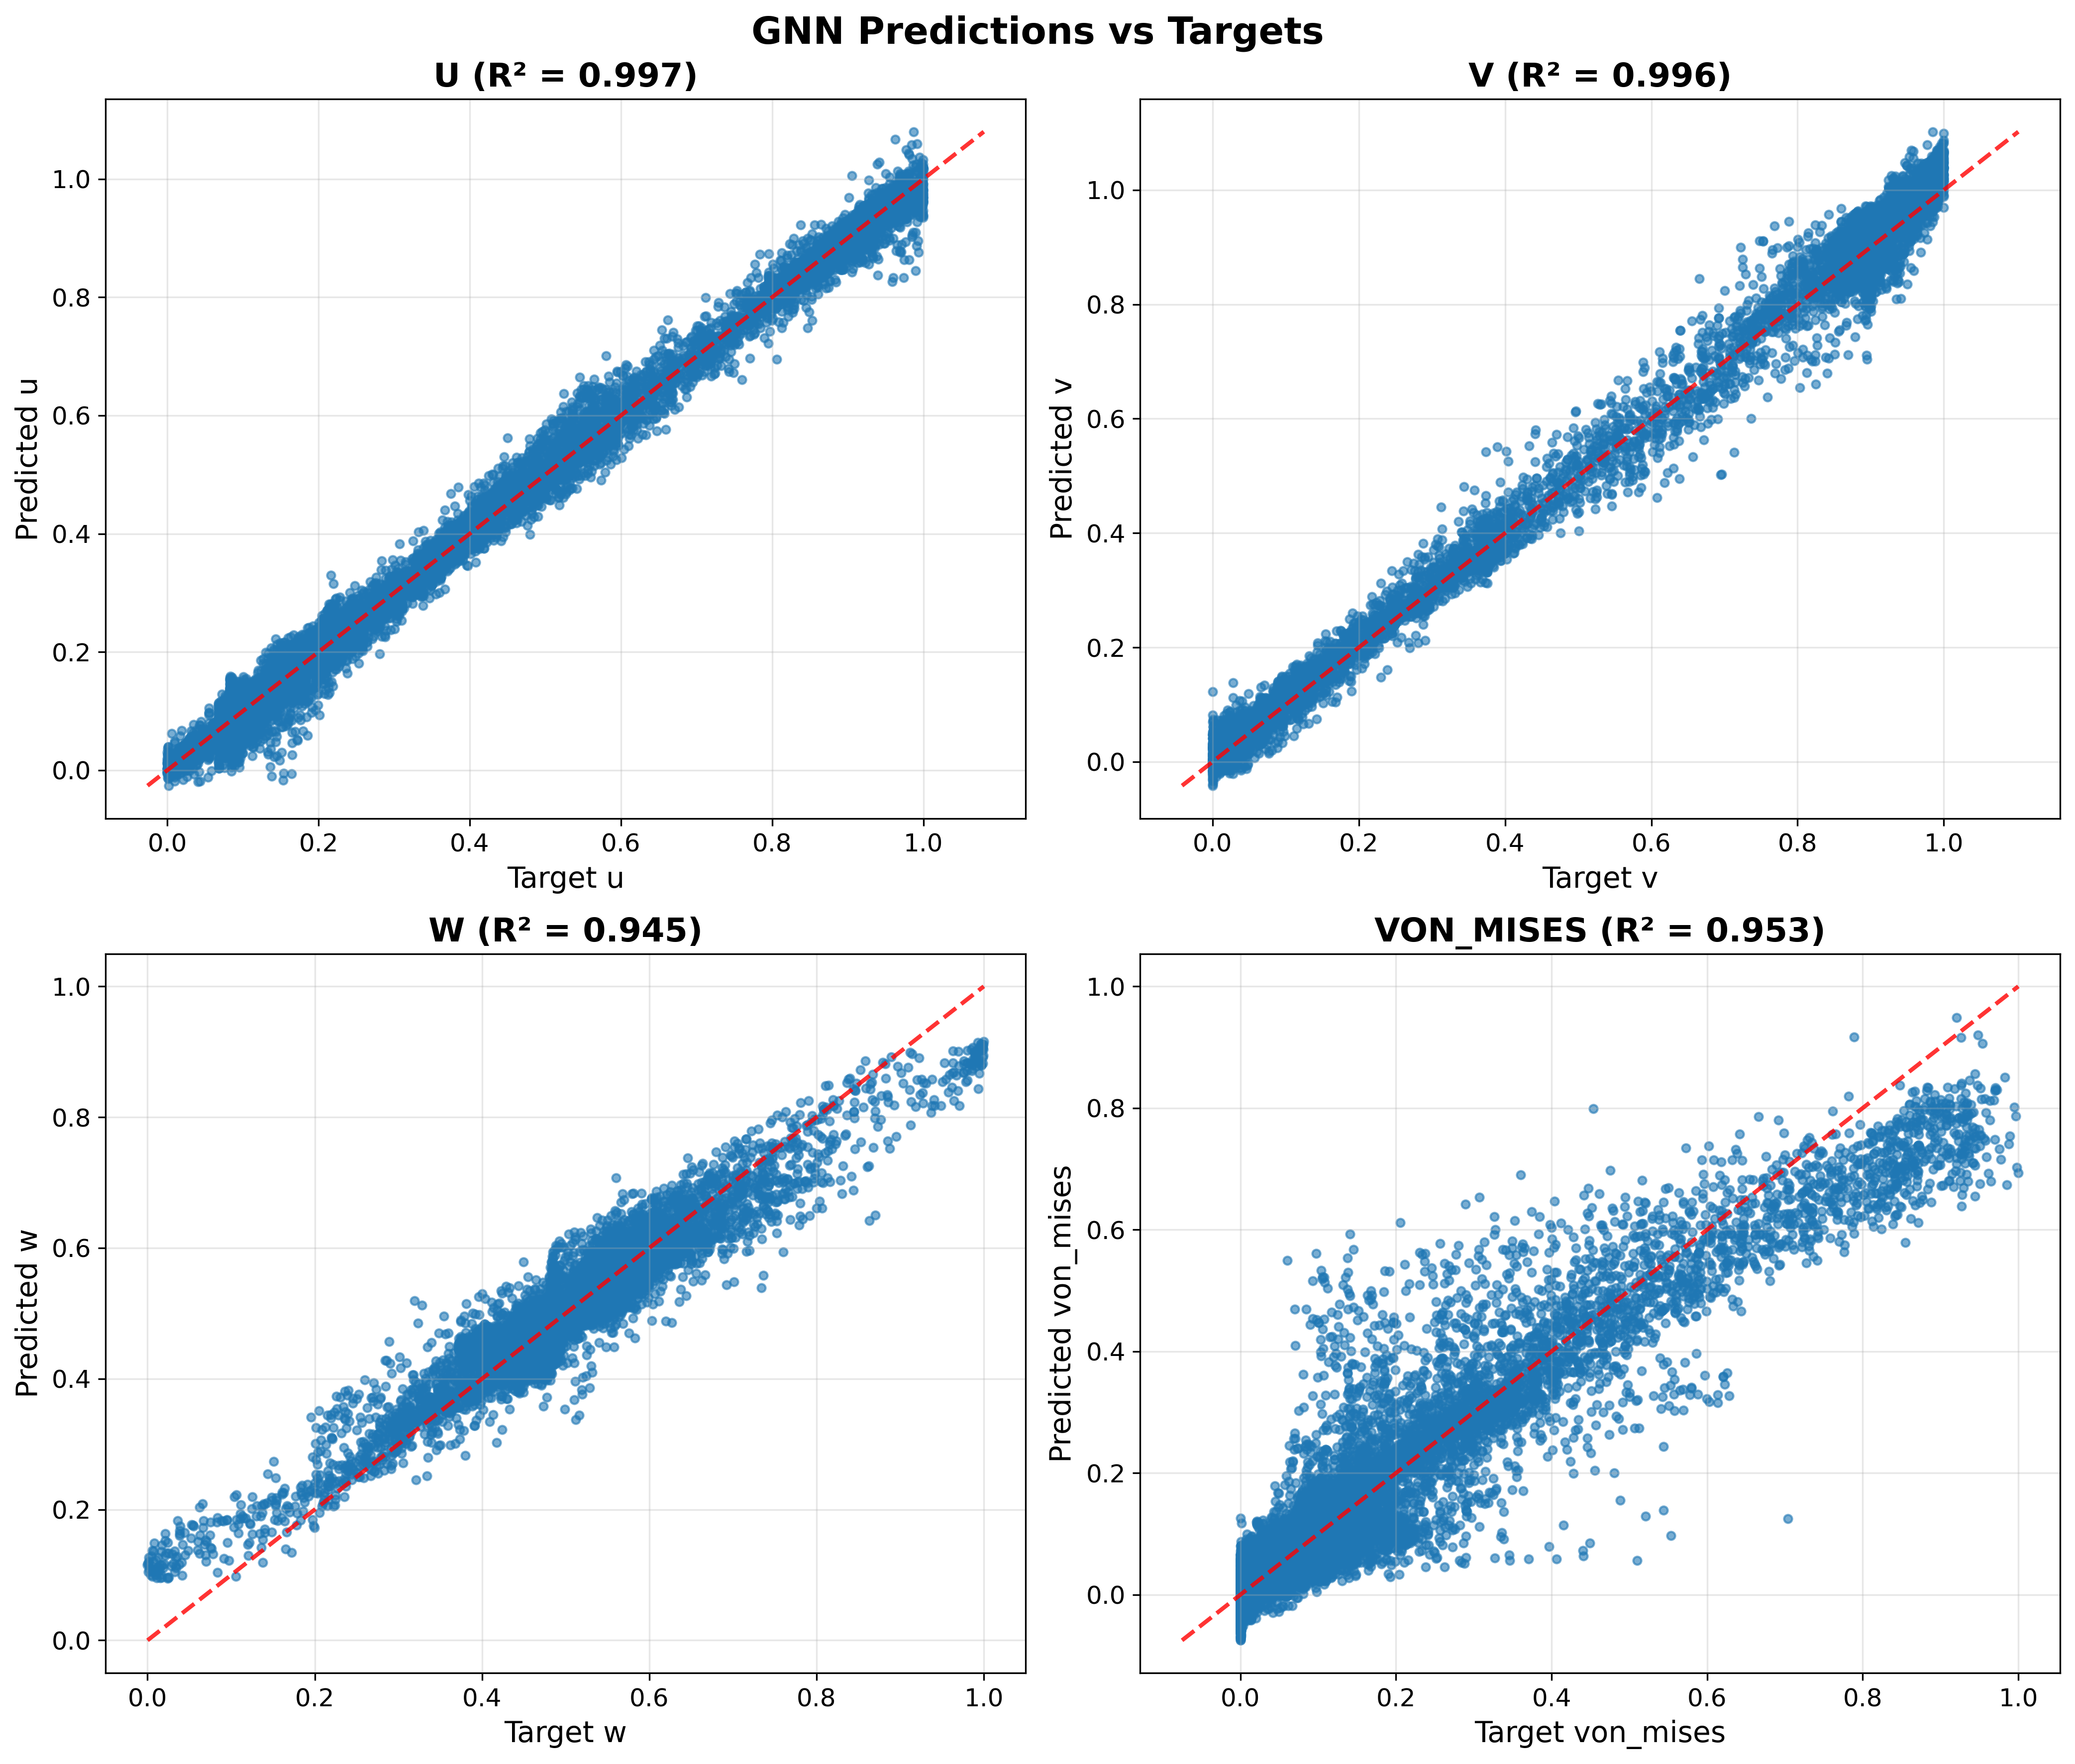 GNN Predictions vs Targets
U (R² = 0.997)
1.0
0.8
0.6
0.4
0.2
0.0
Predicted u
0.0 0.2 0.4 0.6 0.8 1.0
Target u
V (R² = 0.996)
1.0
0.8
0.6
0.4
0.2
0.0
Predicted v
0.0 0.2 0.4 0.6 0.8 1.0
Target v
W (R² = 0.945)
1.0
0.8
0.6
0.4
0.2
0.0
Predicted w
0.0 0.2 0.4 0.6 0.8 1.0
Target w
VON_MISES (R² = 0.953)
1.0
0.8
0.6
0.4
0.2
0.0
Predicted von_mises
0.0 0.2 0.4 0.6 0.8 1.0
Target von_mises